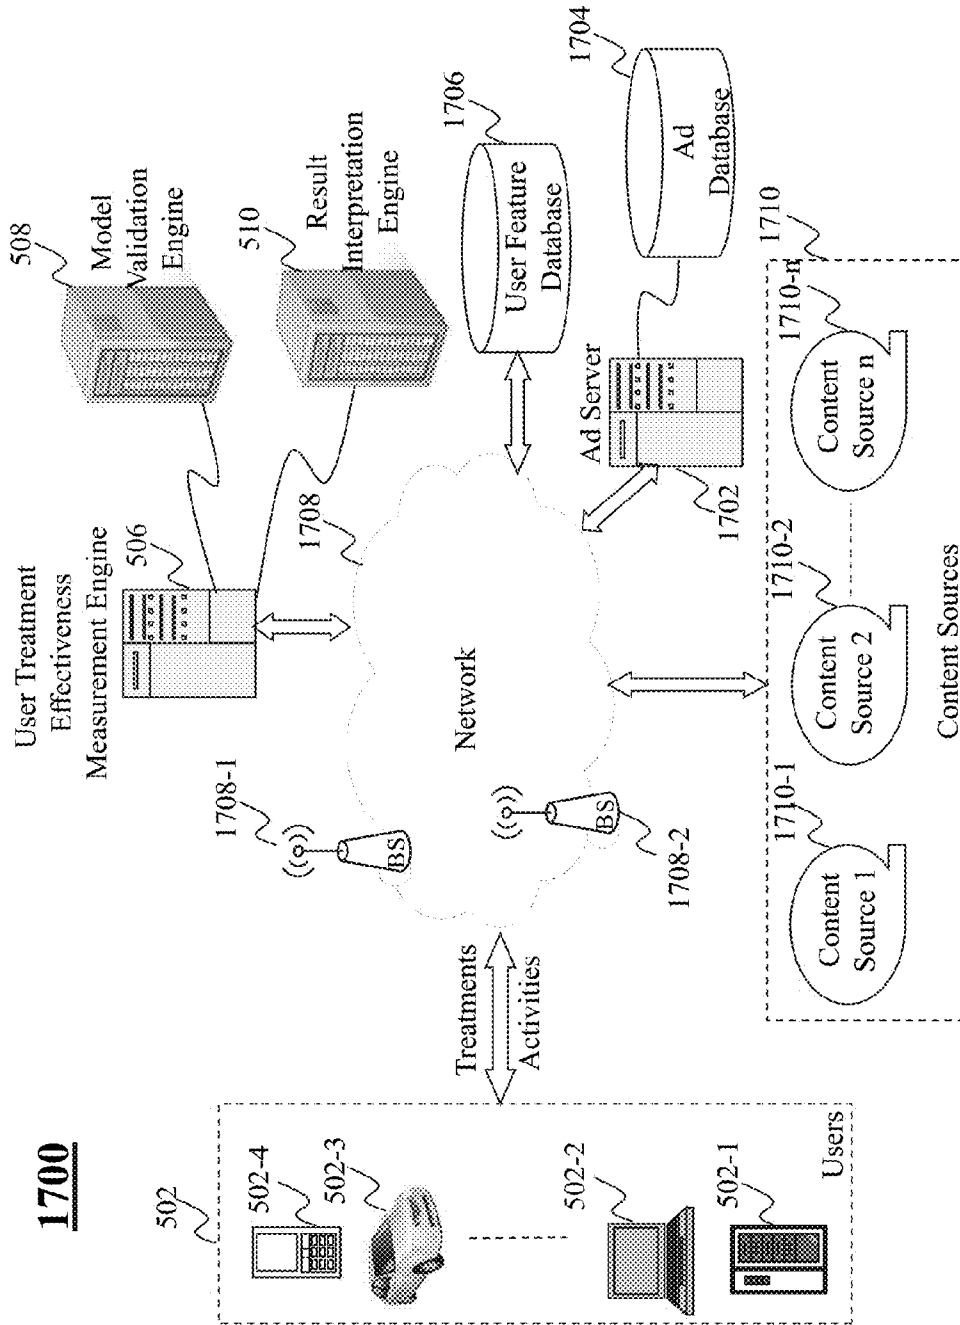 1700
502
502-4
502-3
502-2
502-1
Users
Treatments
Activities
User Treatment
Effectiveness
Measurement Engine
506
508
Model
Validation
Engine
510
Result
Interpretation
Engine
1708
1708-1
BS
BS
1708-2
Network
1706
User Feature
Database
1704
Ad
Database
Ad Server
1702
1710
1710-1
Content
Source 1
1710-2
Content
Source 2
1710-n
Content
Source n
Content Sources